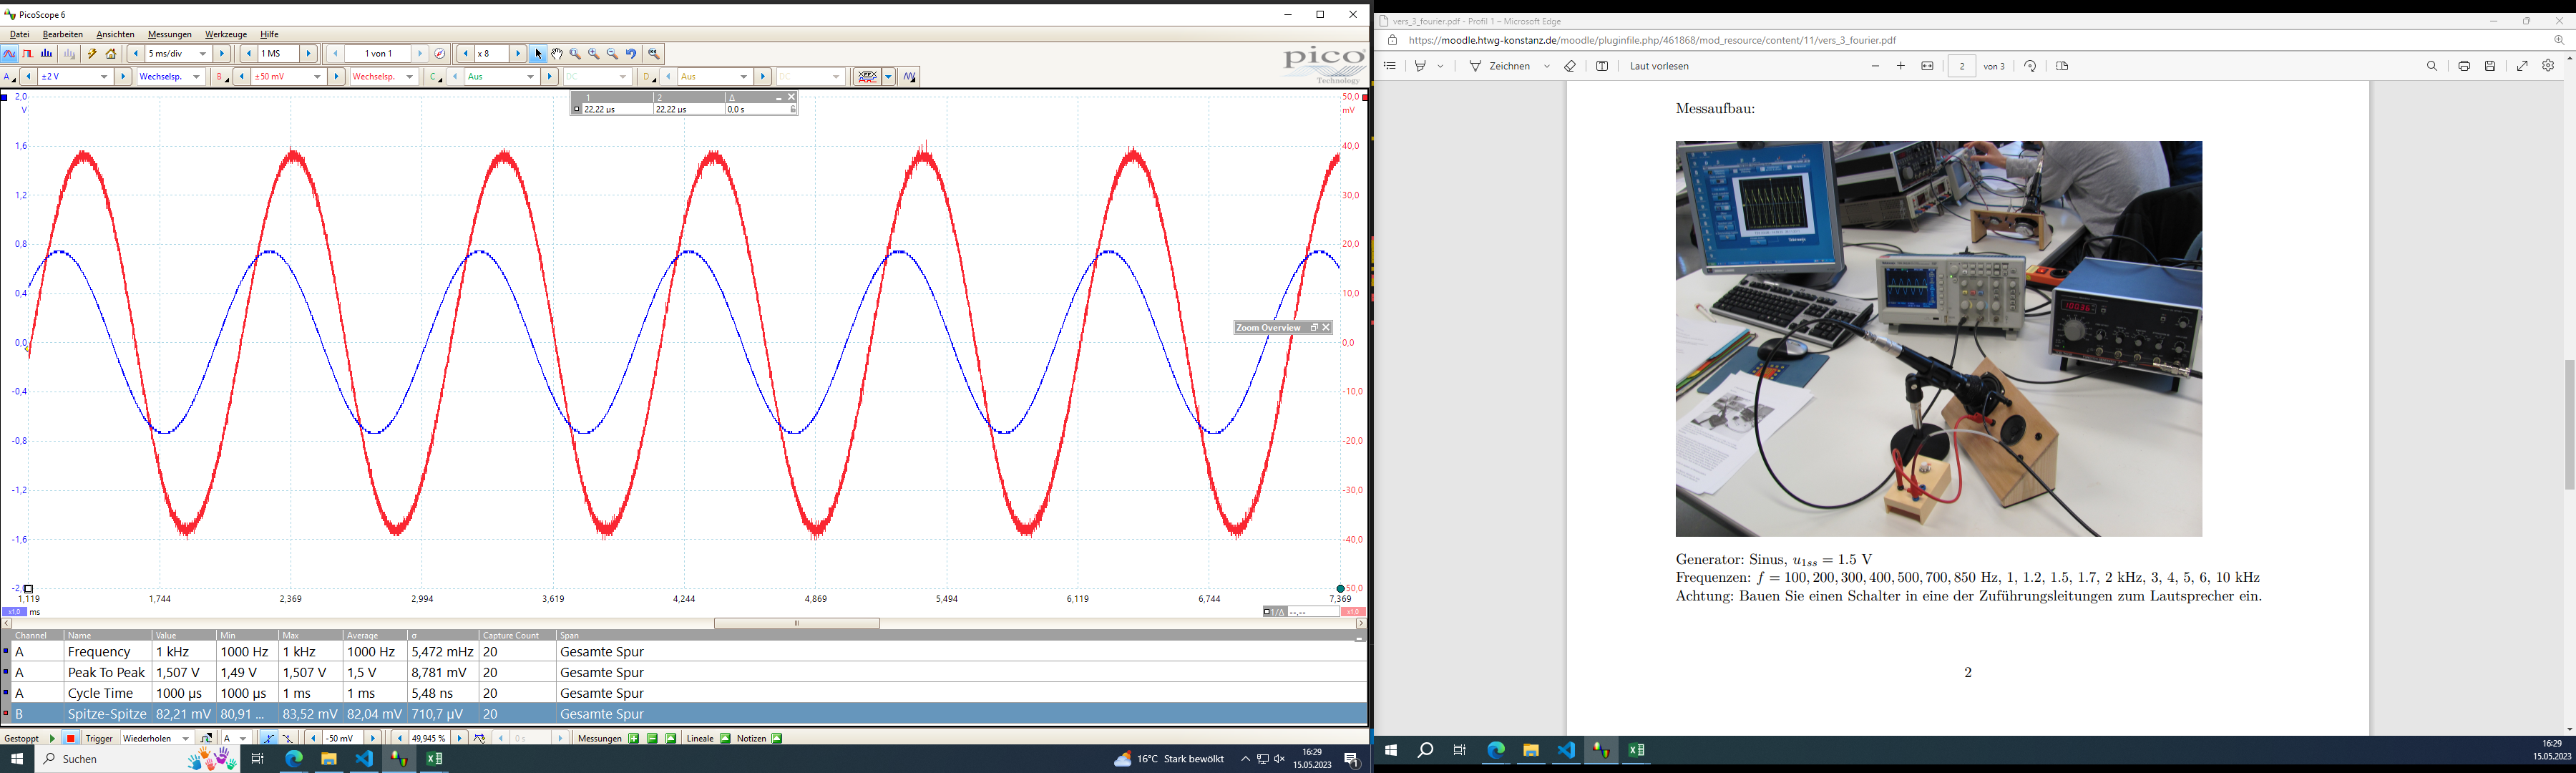 PicoScope 6
Datei Bearbeiten Ansichten Messungen Werkzeuge Hilfe
5 ms/div 1 MS 1 von 1 x 8
pico
Technology
A ±2 V Wechselsp. B ±50 mV Wechselsp. C Aus DC D Aus DC
1 2 Δ
22,22 µs 22,22 µs 0,0 s
2,0
V
1,6
1,2
0,8
0,4
0,0
-0,4
-0,8
-1,2
-1,6
-2,0
50,0
mV
40,0
30,0
20,0
10,0
0,0
-10,0
-20,0
-30,0
-40,0
-50,0
Zoom Overview
1,119 1,744 2,369 2,994 3,619 4,244 4,869 5,494 6,119 6,744 7,369
x1,0 ms
1/Δ --,-- x1,0
Channel Name Value Min Max Average σ Capture Count Span
A Frequency 1 kHz 1000 Hz 1 kHz 1000 Hz 5,472 mHz 20 Gesamte Spur
A Peak To Peak 1,507 V 1,49 V 1,507 V 1,5 V 8,781 mV 20 Gesamte Spur
A Cycle Time 1000 µs 1000 µs 1 ms 1 ms 5,48 ns 20 Gesamte Spur
B Spitze-Spitze 82,21 mV 80,91 ... 83,52 mV 82,04 mV 710,7 µV 20 Gesamte Spur
Gestoppt Trigger Wiederholen A -50 mV 49,945 % 0 s Messungen Lineale Notizen
Suchen
16°C Stark bewölkt
16:29
15.05.2023
1
vers_3_fourier.pdf - Profil 1 – Microsoft Edge
https://moodle.htwg-konstanz.de/moodle/pluginfile.php/461868/mod_resource/content/11/vers_3_fourier.pdf
Zeichnen Laut vorlesen 2 von 3
Messaufbau:
Tektronix
10036
Generator: Sinus, u1ss = 1.5 V
Frequenzen: f = 100, 200, 300, 400, 500, 700, 850 Hz, 1, 1.2, 1.5, 1.7, 2 kHz, 3, 4, 5, 6, 10 kHz
Achtung: Bauen Sie einen Schalter in eine der Zuführungsleitungen zum Lautsprecher ein.
2
16:29
15.05.2023